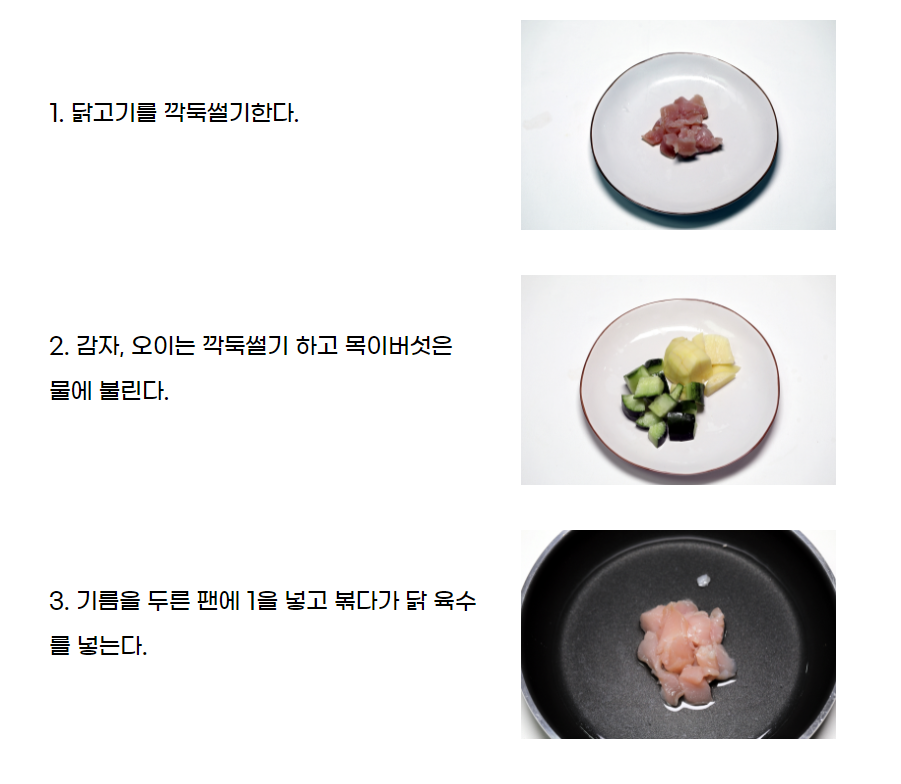 1. 닭고기를 깍둑썰기한다.
2. 감자, 오이는 깍둑썰기 하고 목이버섯은
물에 불린다.
3. 기름을 두른 팬에 1을 넣고 볶다가 닭 육수
를 넣는다.